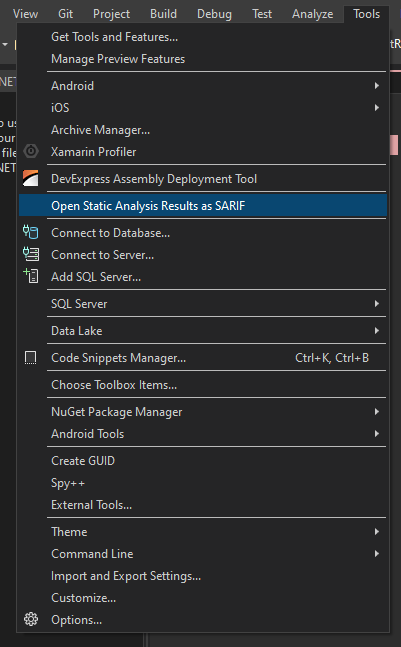 View Git Project Build Debug Test Analyze Tools
Get Tools and Features...
Manage Preview Features
Android
iOS
Archive Manager...
Xamarin Profiler
DevExpress Assembly Deployment Tool
Open Static Analysis Results as SARIF
Connect to Database...
Connect to Server...
Add SQL Server...
SQL Server
Data Lake
Code Snippets Manager... Ctrl+K, Ctrl+B
Choose Toolbox Items...
NuGet Package Manager
Android Tools
Create GUID
Spy++
External Tools...
Theme
Command Line
Import and Export Settings...
Customize...
Options...